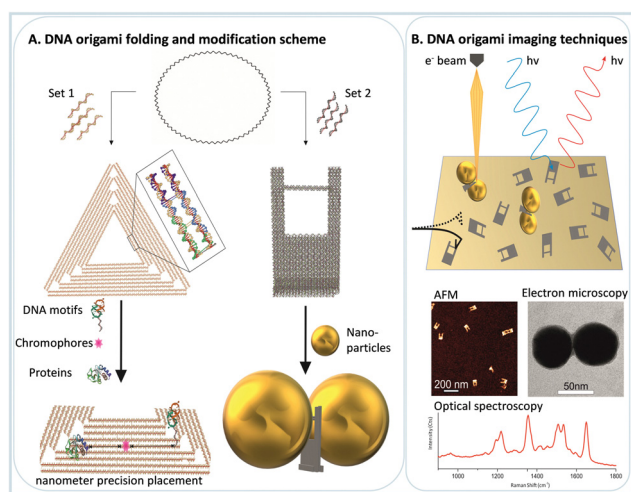 A. DNA origami folding and modification scheme
Set 1
Set 2
DNA motifs
Chromophores
Proteins
Nano-
particles
nanometer precision placement
B. DNA origami imaging techniques
e⁻ beam
hν
hν
AFM
200 nm
Electron microscopy
50nm
Optical spectroscopy
Intensity (Cts)
1000
1200
1400
1600
1800
Raman Shift (cm⁻¹)